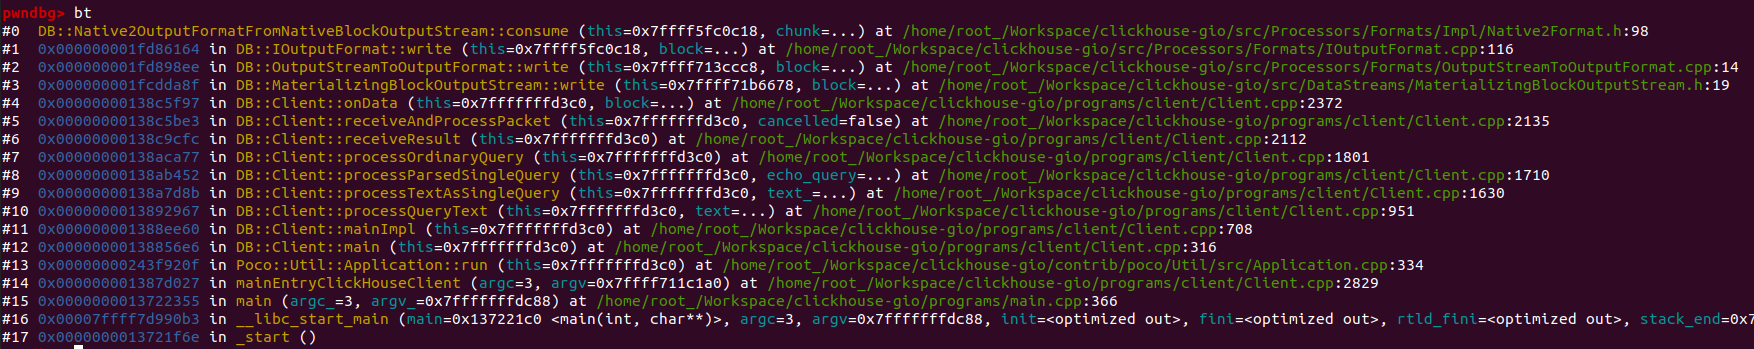 pwndbg> bt
#0  DB::Native2OutputFormatFromNativeBlockOutputStream::consume (this=0x7ffff5fc0c18, chunk=...) at /home/root_/Workspace/clickhouse-gio/src/Processors/Formats/Impl/Native2Format.h:98
#1  0x000000001fd86164 in DB::IOutputFormat::write (this=0x7ffff5fc0c18, block=...) at /home/root_/Workspace/clickhouse-gio/src/Processors/Formats/IOutputFormat.cpp:116
#2  0x000000001fd898ee in DB::OutputStreamToOutputFormat::write (this=0x7ffff713ccc8, block=...) at /home/root_/Workspace/clickhouse-gio/src/Processors/Formats/OutputStreamToOutputFormat.cpp:14
#3  0x000000001fcdda8f in DB::MaterializingBlockOutputStream::write (this=0x7ffff71b6678, block=...) at /home/root_/Workspace/clickhouse-gio/src/DataStreams/MaterializingBlockOutputStream.h:19
#4  0x00000000138c5f97 in DB::Client::onData (this=0x7fffffffd3c0, block=...) at /home/root_/Workspace/clickhouse-gio/programs/client/Client.cpp:2372
#5  0x00000000138c5be3 in DB::Client::receiveAndProcessPacket (this=0x7fffffffd3c0, cancelled=false) at /home/root_/Workspace/clickhouse-gio/programs/client/Client.cpp:2135
#6  0x00000000138c9cfc in DB::Client::receiveResult (this=0x7fffffffd3c0) at /home/root_/Workspace/clickhouse-gio/programs/client/Client.cpp:2112
#7  0x00000000138aca77 in DB::Client::processOrdinaryQuery (this=0x7fffffffd3c0) at /home/root_/Workspace/clickhouse-gio/programs/client/Client.cpp:1801
#8  0x00000000138ab452 in DB::Client::processParsedSingleQuery (this=0x7fffffffd3c0, echo_query=...) at /home/root_/Workspace/clickhouse-gio/programs/client/Client.cpp:1710
#9  0x00000000138a7d8b in DB::Client::processTextAsSingleQuery (this=0x7fffffffd3c0, text_=...) at /home/root_/Workspace/clickhouse-gio/programs/client/Client.cpp:1630
#10 0x0000000013892967 in DB::Client::processQueryText (this=0x7fffffffd3c0, text=...) at /home/root_/Workspace/clickhouse-gio/programs/client/Client.cpp:951
#11 0x000000001388ee60 in DB::Client::mainImpl (this=0x7fffffffd3c0) at /home/root_/Workspace/clickhouse-gio/programs/client/Client.cpp:708
#12 0x00000000138856e6 in DB::Client::main (this=0x7fffffffd3c0) at /home/root_/Workspace/clickhouse-gio/programs/client/Client.cpp:316
#13 0x00000000243f920f in Poco::Util::Application::run (this=0x7fffffffd3c0) at /home/root_/Workspace/clickhouse-gio/contrib/poco/Util/src/Application.cpp:334
#14 0x000000001387d027 in mainEntryClickHouseClient (argc=3, argv=0x7ffff711c1a0) at /home/root_/Workspace/clickhouse-gio/programs/client/Client.cpp:2829
#15 0x0000000013722355 in main (argc_=3, argv_=0x7fffffffdc88) at /home/root_/Workspace/clickhouse-gio/programs/main.cpp:366
#16 0x00007ffff7d990b3 in __libc_start_main (main=0x137221c0 <main(int, char**)>, argc=3, argv=0x7fffffffdc88, init=<optimized out>, fini=<optimized out>, rtld_fini=<optimized out>, stack_end=0x7
#17 0x0000000013721f6e in _start ()